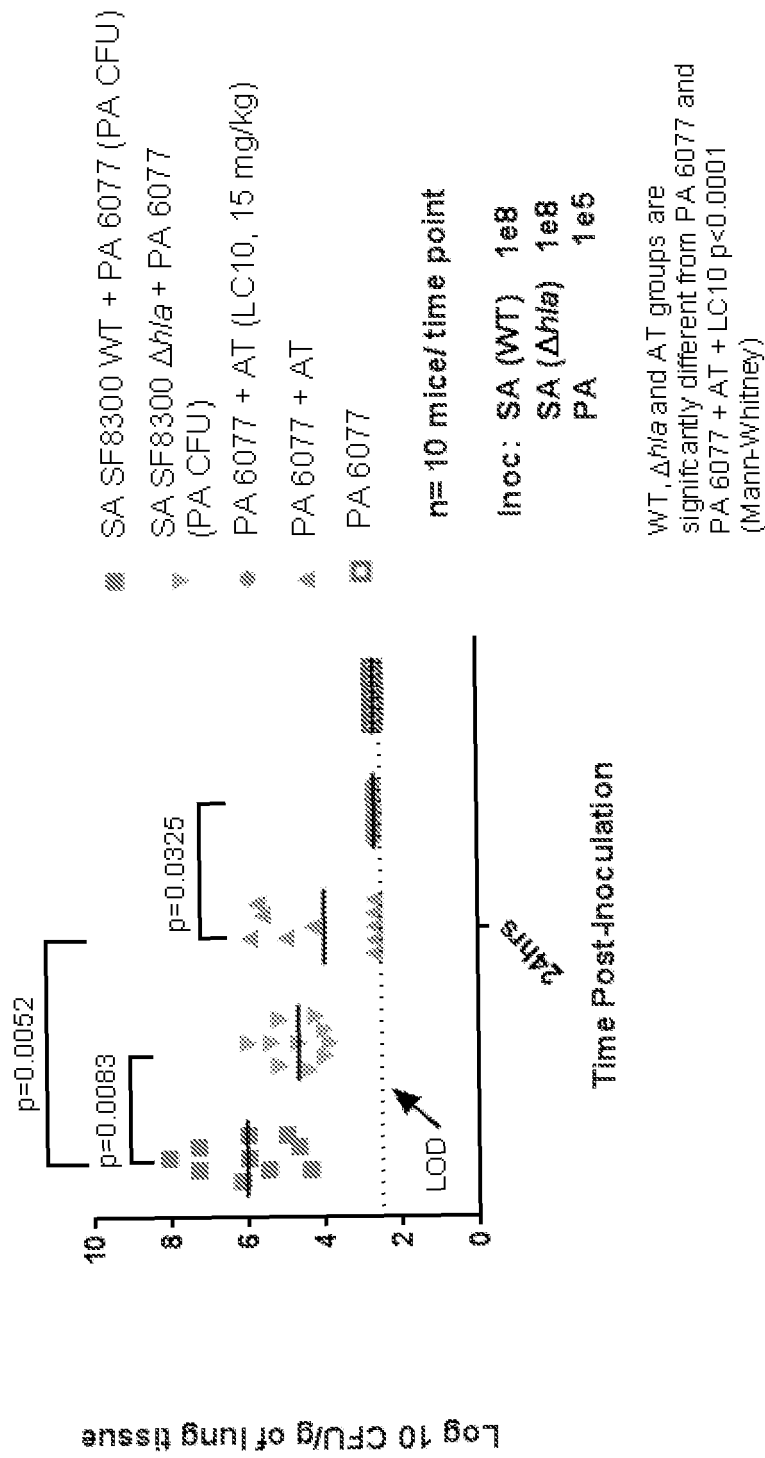 Log 10 CFU/g of lung tissue
10
8
6
4
2
0
p=0.0052
p=0.0083
p=0.0325
LOD
24hrs
Time Post-Inoculation
SA SF8300 WT + PA 6077 (PA CFU)
SA SF8300 Δhla + PA 6077
(PA CFU)
PA 6077 + AT (LC10, 15 mg/kg)
PA 6077 + AT
PA 6077
n=10 mice/ time point
Inoc: SA (WT) 1e8
SA (Δhla) 1e8
PA 1e5
WT, Δhla and AT groups are
signifcantly different from PA 6077 and
PA 6077 + AT + LC10 p<0.0001
(Mann-Whitney)